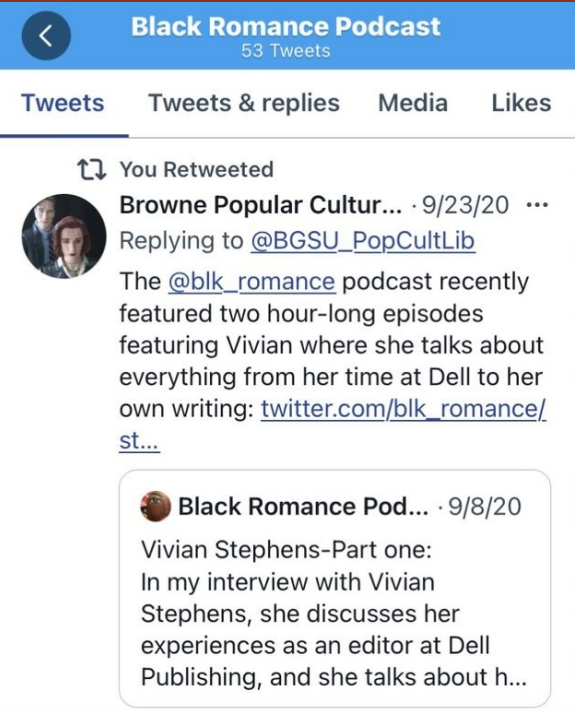 Black Romance Podcast
53 Tweets
Tweets Tweets & replies Media Likes
You Retweeted
Browne Popular Cultur... · 9/23/20 ...
Replying to @BGSU_PopCultLib
The @blk_romance podcast recently
featured two hour-long episodes
featuring Vivian where she talks about
everything from her time at Dell to her
own writing: twitter.com/blk_romance/
st...
Black Romance Pod... · 9/8/20
Vivian Stephens-Part one:
In my interview with Vivian
Stephens, she discusses her
experiences as an editor at Dell
Publishing, and she talks about h...